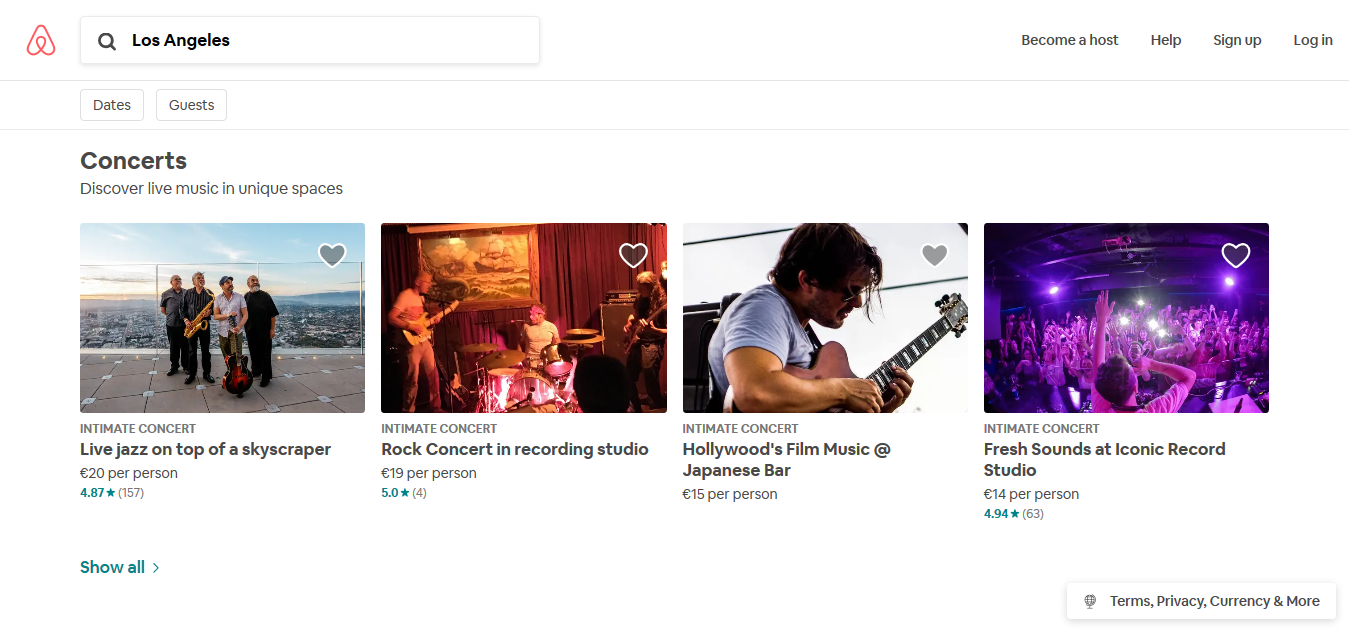 Los Angeles
Become a host
Help
Sign up
Log in
Dates
Guests
Concerts
Discover live music in unique spaces
INTIMATE CONCERT
Live jazz on top of a skyscraper
€20 per person
4.87★ (157)
INTIMATE CONCERT
Rock Concert in recording studio
€19 per person
5.0★ (4)
INTIMATE CONCERT
Hollywood's Film Music @
Japanese Bar
€15 per person
INTIMATE CONCERT
Fresh Sounds at Iconic Record
Studio
€14 per person
4.94★ (63)
Show all
Terms, Privacy, Currency & More